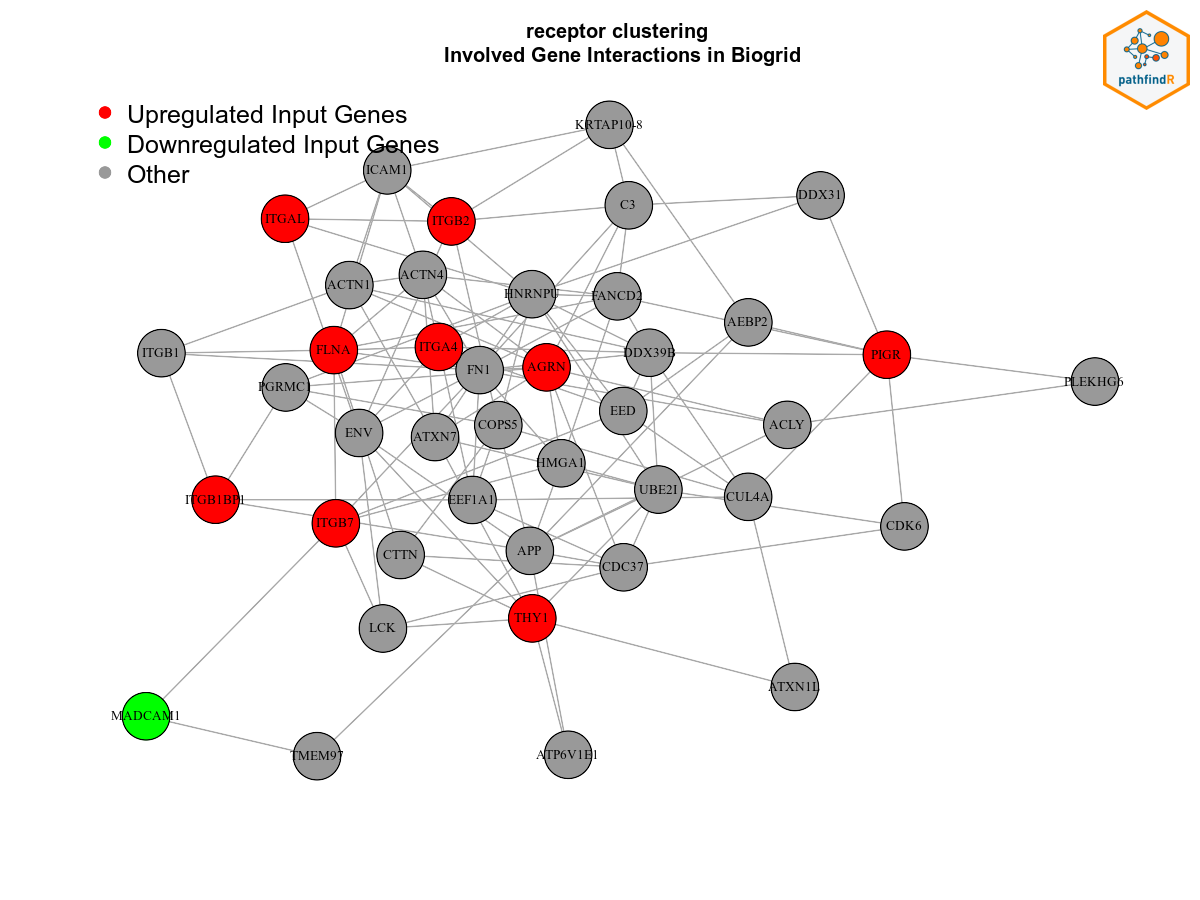 receptor clustering
Involved Gene Interactions in Biogrid
pathfindR
Upregulated Input Genes
Downregulated Input Genes
Other
KRTAP10-8
ICAM1
DDX31
C3
ITGAL
ITGB2
ACTN4
ACTN1
HNRNPU
FANCD2
AEBP2
ITGB1
FLNA
ITGA4
DDX39B
PIGR
FN1
AGRN
PLEKHG6
PGRMC1
EED
ACLY
ENV
ATXN7
COPS5
HMGA1
UBE2I
CUL4A
ITGB1BP1
EEF1A1
ITGB7
CDK6
CTTN
APP
CDC37
LCK
THY1
ATXN1L
MADCAM1
TMEM97
ATP6V1E1